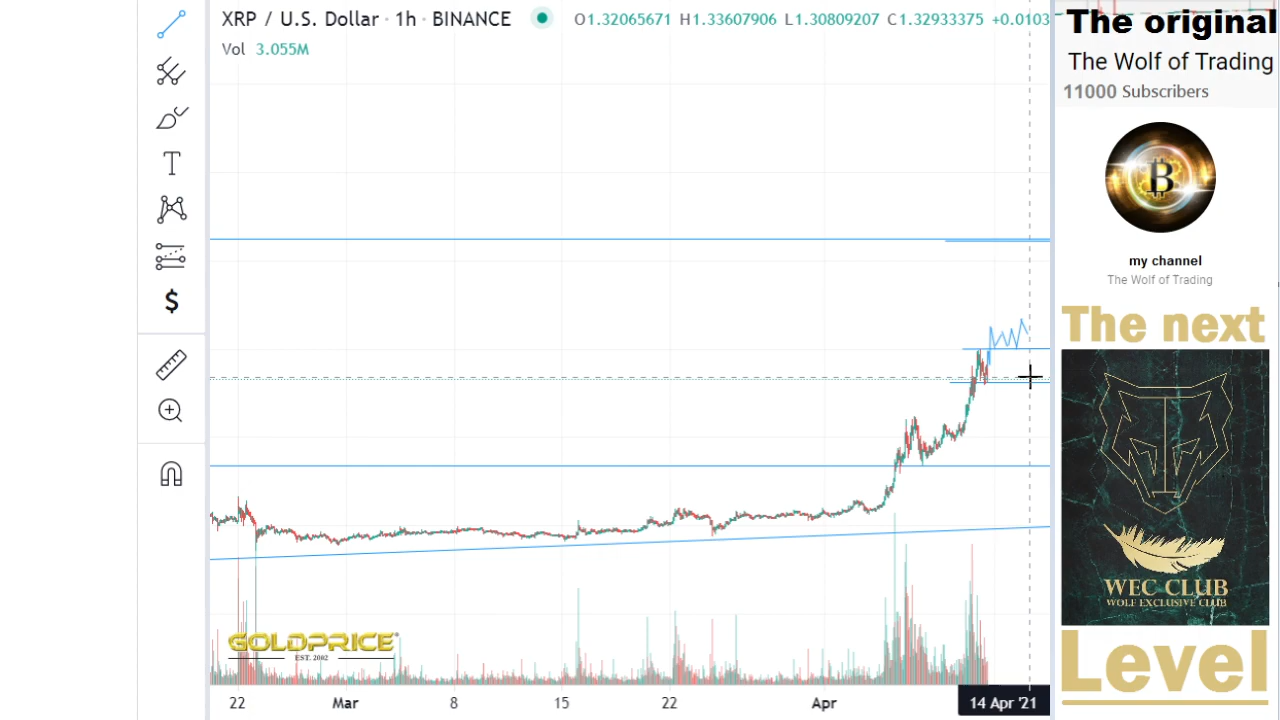 XRP / U.S. Dollar · 1h · BINANCE O1.32065671 H1.33607906 L1.30809207 C1.32933375 +0.0103
Vol 3.055M
T
$
GOLDPRICE
EST. 2002
22 Mar 8 15 22 Apr 14 Apr '21
The original
The Wolf of Trading
11000 Subscribers
B
my channel
The Wolf of Trading
The next
WEC CLUB
WOLF EXCLUSIVE CLUB
Level